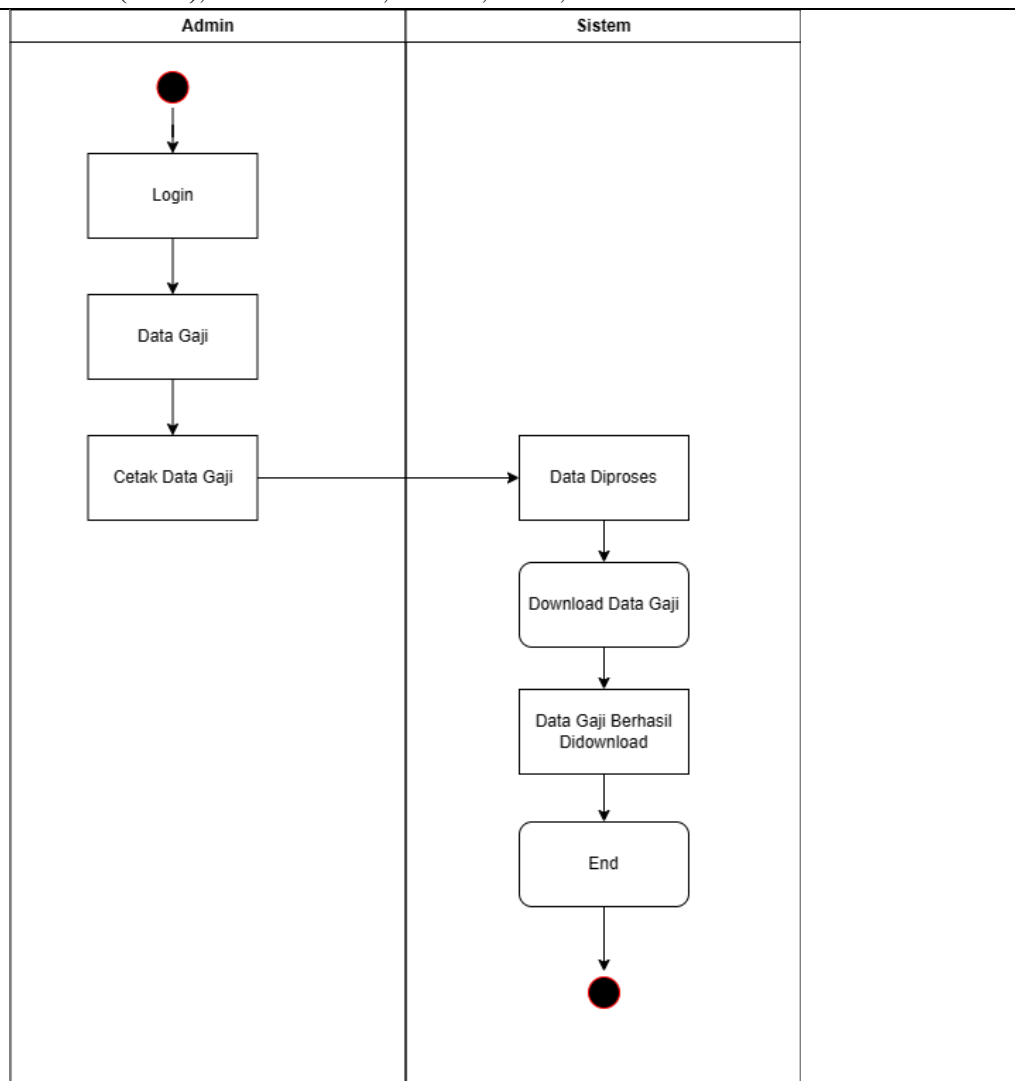 Admin
Sistem
Login
Data Gaji
Cetak Data Gaji
Data Diproses
Download Data Gaji
Data Gaji Berhasil
Didownload
End